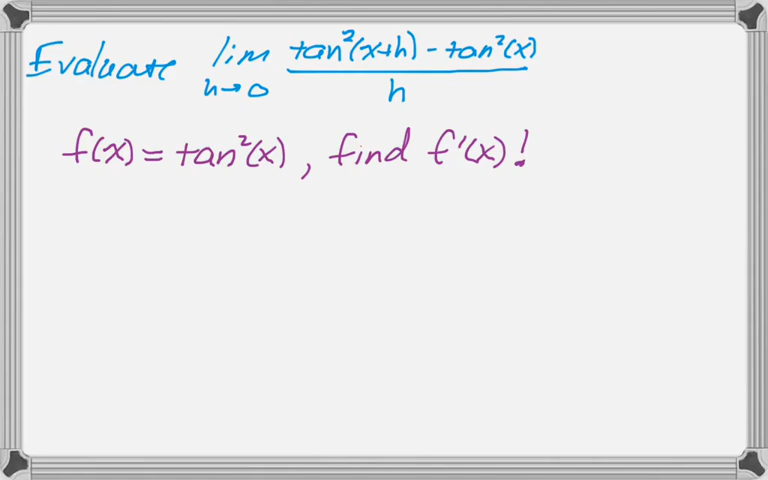 Evaluate lim h→0 (tan²(x+h) - tan²(x))/h
f(x) = tan²(x), find f'(x)!